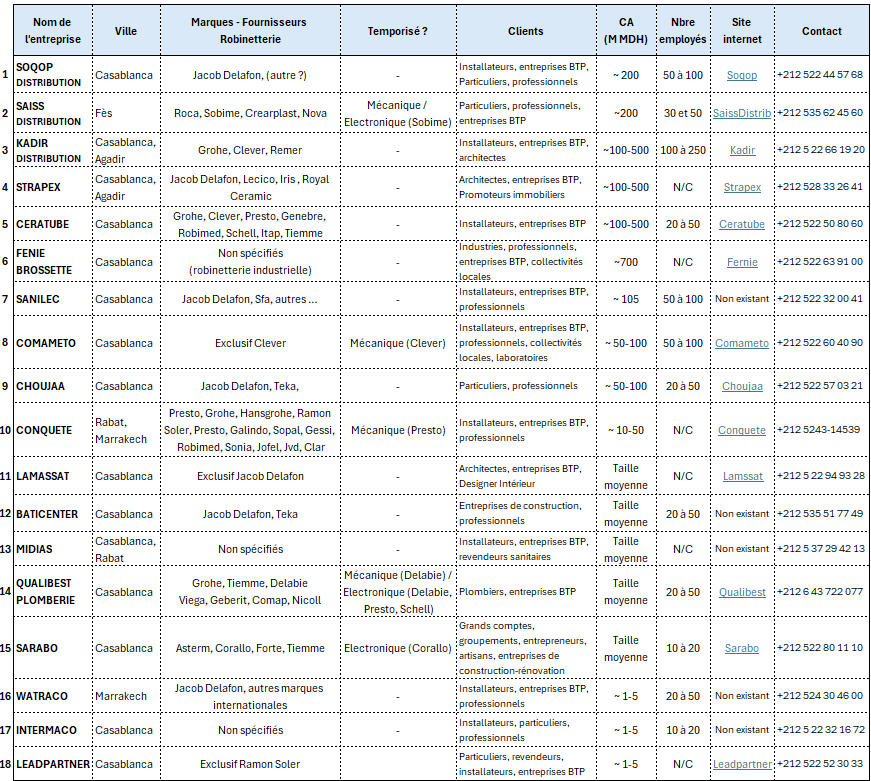 Nom de l'entreprise | Ville | Marques - Fournisseurs Robinetterie | Temporisé ? | Clients | CA (M MDH) | Nbre employés | Site internet | Contact
1 | SOQOP DISTRIBUTION | Casablanca | Jacob Delafon, (autre ?) | - | Installateurs, entreprises BTP, Particuliers, professionnels | ~ 200 | 50 à 100 | Soqop | +212 522 44 57 68
2 | SAISS DISTRIBUTION | Fès | Roca, Sobime, Crearplast, Nova | Mécanique / Electronique (Sobime) | Particuliers, professionnels, entreprises BTP | ~200 | 30 et 50 | SaissDistrib | +212 535 62 45 60
3 | KADIR DISTRIBUTION | Casablanca, Agadir | Grohe, Clever, Remer | - | Installateurs, entreprises BTP, architectes | ~100-500 | 100 à 250 | Kadir | +212 5 22 66 19 20
4 | STRAPEX | Casablanca, Agadir | Jacob Delafon, Lecico, Iris , Royal Ceramic | - | Architectes, entreprises BTP, Promoteurs immobiliers | ~100-500 | N/C | Strapex | +212 528 33 26 41
5 | CERATUBE | Casablanca | Grohe, Clever, Presto, Genebre, Robimed, Schell, Itap, Tiemme | - | Installateurs, entreprises BTP | ~100-500 | 20 à 50 | Ceratube | +212 522 50 80 60
6 | FENIE BROSSETTE | Casablanca | Non spécifiés (robinetterie industrielle) | - | Industries, professionnels, entreprises BTP, collectivités locales | ~700 | N/C | Fernie | +212 522 63 91 00
7 | SANILEC | Casablanca | Jacob Delafon, Sfa, autres ... | - | Installateurs, entreprises BTP, professionnels | ~ 105 | 50 à 100 | Non existant | +212 522 32 00 41
8 | COMAMETO | Casablanca | Exclusif Clever | Mécanique (Clever) | Installateurs, entreprises BTP, professionnels, collectivités locales, laboratoires | ~ 50-100 | 50 à 100 | Comameto | +212 522 60 40 90
9 | CHOUJAA | Casablanca | Jacob Delafon, Teka, | - | Particuliers, professionnels | ~ 50-100 | 20 à 50 | Choujaa | +212 522 57 03 21
10 | CONQUETE | Rabat, Marrakech | Presto, Grohe, Hansgrohe, Ramon Soler, Presto, Galindo, Sopal, Gessi, Robimed, Sonia, Jofel, Jvd, Clar | Mécanique (Presto) | Installateurs, entreprises BTP, professionnels | ~ 10-50 | N/C | Conquete | +212 5243-14539
11 | LAMASSAT | Casablanca | Exclusif Jacob Delafon | - | Architectes, entreprises BTP, Designer Intérieur | Taille moyenne | N/C | Lamssat | +212 5 22 94 93 28
12 | BATICENTER | Casablanca | Jacob Delafon, Teka | - | Entreprises de construction, professionnels | Taille moyenne | 20 à 50 | Non existant | +212 535 51 77 49
13 | MIDIAS | Casablanca, Rabat | Non spécifiés | - | Installateurs, entreprises BTP, revendeurs sanitaires | Taille moyenne | N/C | Non existant | +212 5 37 29 42 13
14 | QUALIBEST PLOMBERIE | Casablanca | Grohe, Tiemme, Delabie Viega, Geberit, Comap, Nicoll | Mécanique (Delabie) / Electronique (Delabie, Presto, Schell) | Plombiers, entreprises BTP | Taille moyenne | 20 à 50 | Qualibest | +212 6 43 722 077
15 | SARABO | Casablanca | Asterm, Corallo, Forte, Tiemme | Electronique (Corallo) | Grands comptes, groupements, entrepreneurs, artisans, entreprises de construction-rénovation | Taille moyenne | 10 à 20 | Sarabo | +212 522 80 11 10
16 | WATRACO | Marrakech | Jacob Delafon, autres marques internationales | - | Installateurs, entreprises BTP, professionnels | ~ 1-5 | 20 à 50 | Non existant | +212 524 30 46 00
17 | INTERMACO | Casablanca | Non spécifiés | - | Installateurs, particuliers, professionnels | ~ 1-5 | 10 à 20 | Non existant | +212 5 22 32 16 72
18 | LEADPARTNER | Casablanca | Exclusif Ramon Soler | | Particuliers, revendeurs, installateurs, entreprises BTP | ~ 1-5 | N/C | Leadpartner | +212 522 52 30 33